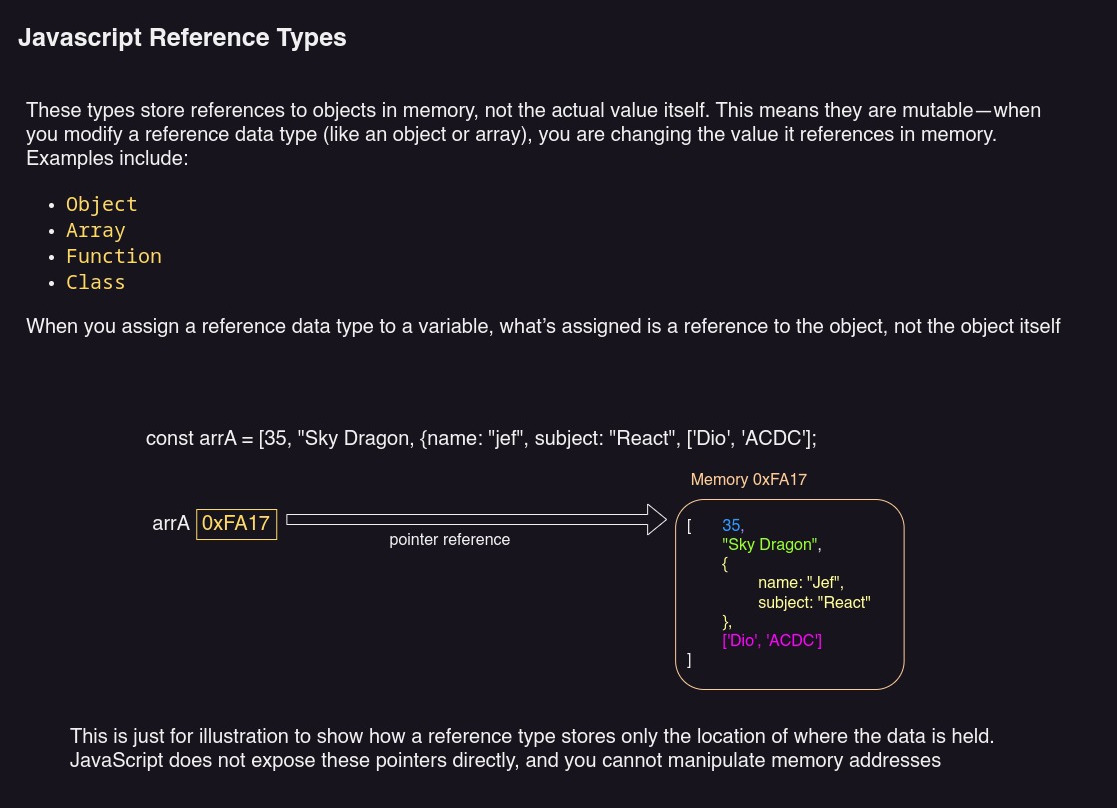 Javascript Reference Types
These types store references to objects in memory, not the actual value itself. This means they are mutable—when
you modify a reference data type (like an object or array), you are changing the value it references in memory.
Examples include:
• Object
• Array
• Function
• Class
When you assign a reference data type to a variable, what’s assigned is a reference to the object, not the object itself
const arrA = [35, "Sky Dragon, {name: "jef", subject: "React", ['Dio', 'ACDC'];
Memory 0xFA17
arrA 0xFA17
pointer reference
[ 35,
"Sky Dragon",
{
name: "Jef",
subject: "React"
},
['Dio', 'ACDC']
]
This is just for illustration to show how a reference type stores only the location of where the data is held.
JavaScript does not expose these pointers directly, and you cannot manipulate memory addresses